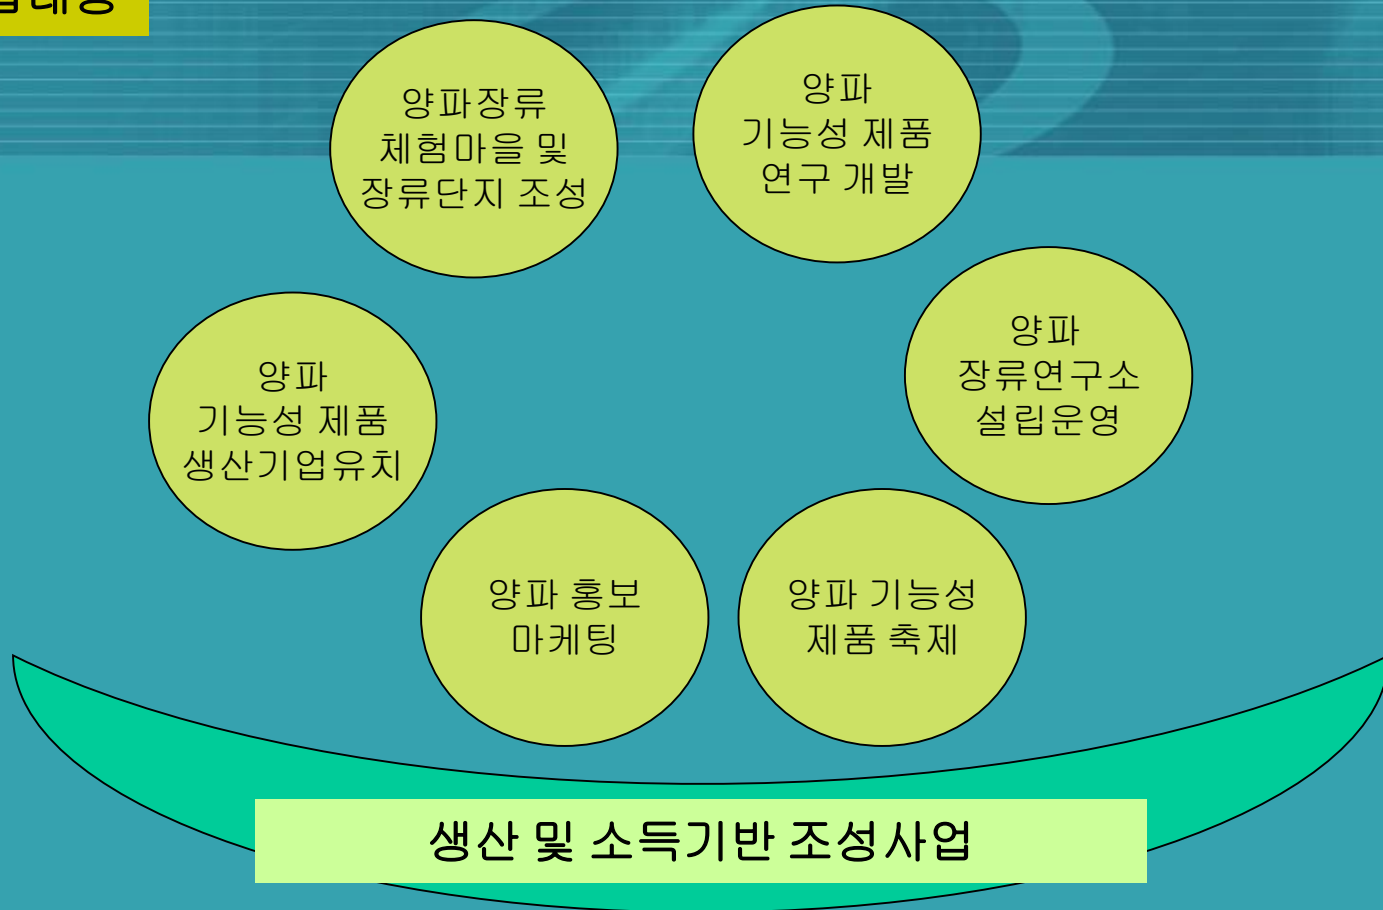 양파장류
체험마을 및
장류단지 조성
양파
기능성 제품
연구 개발
양파
기능성 제품
생산기업유치
양파
장류연구소
설립운영
양파 홍보
마케팅
양파 기능성
제품 축제
생산 및 소득기반 조성사업